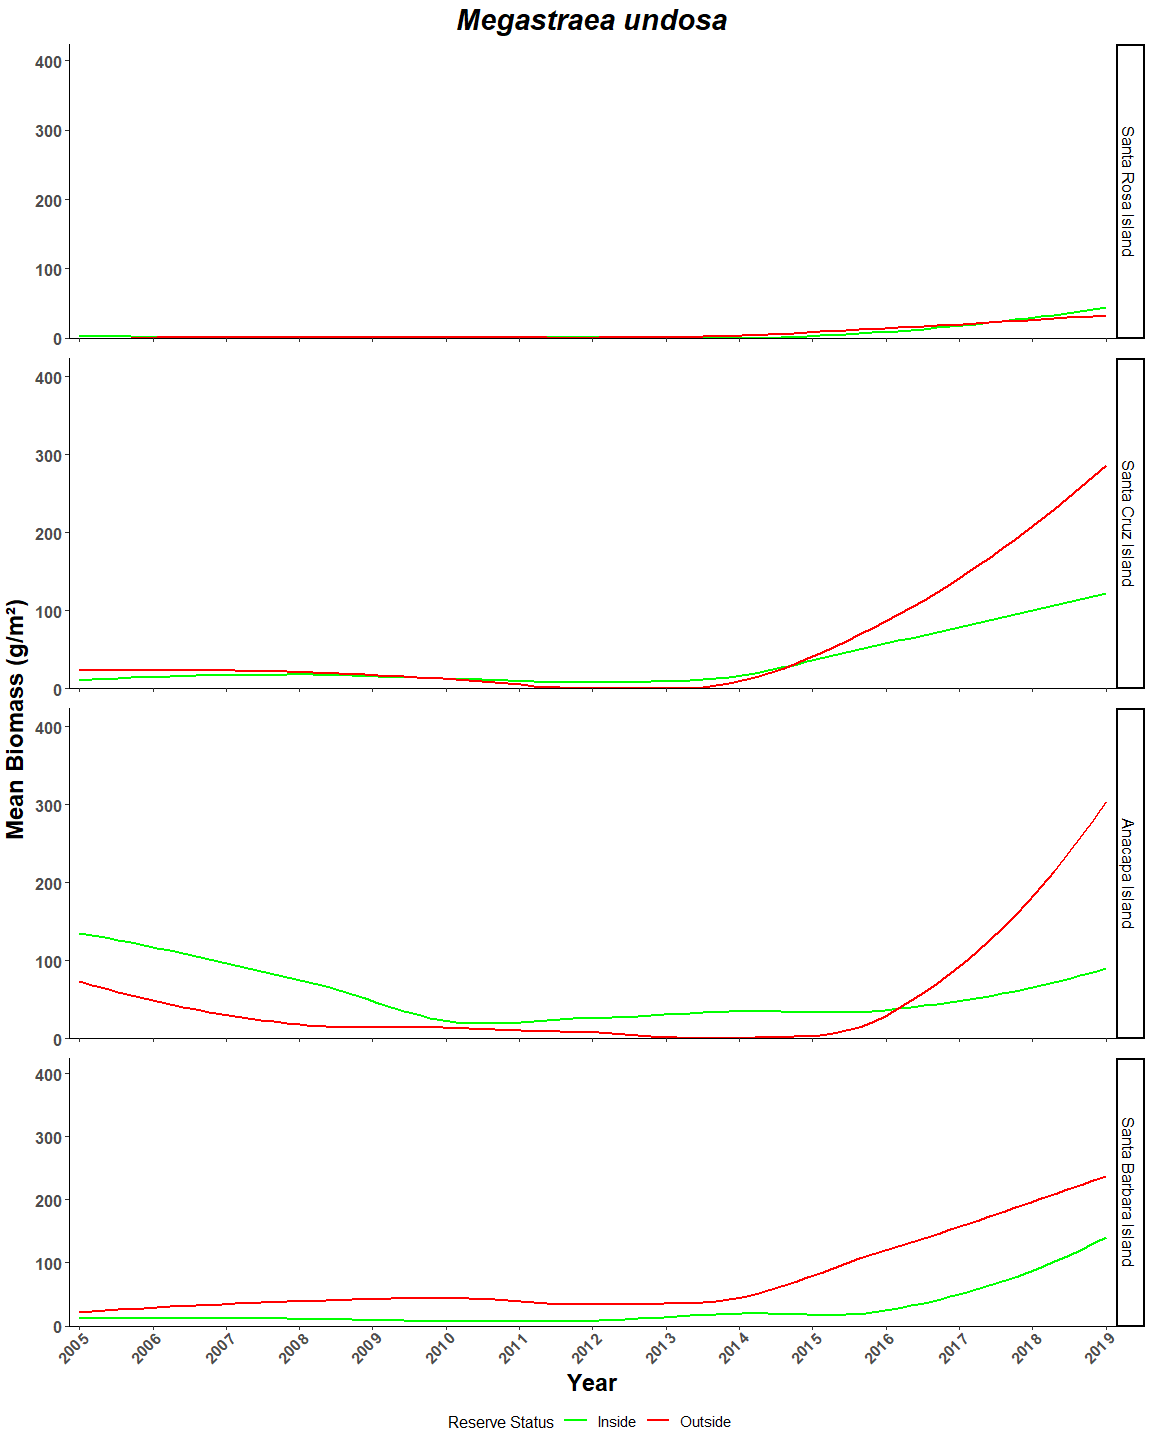 Megastraea undosa
Mean Biomass (g/m²)
400
300
200
100
0
Santa Rosa Island
400
300
200
100
0
Santa Cruz Island
400
300
200
100
0
Anacapa Island
400
300
200
100
0
Santa Barbara Island
2005 2006 2007 2008 2009 2010 2011 2012 2013 2014 2015 2016 2017 2018 2019
Year
Reserve Status Inside Outside